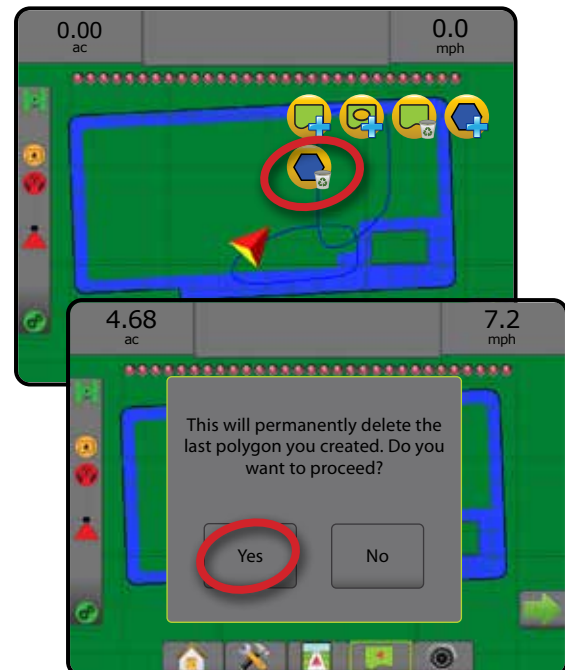 0.00
ac
0.0
mph
4.68
ac
7.2
mph
This will permanently delete the
last polygon you created. Do you
want to proceed?
Yes
No